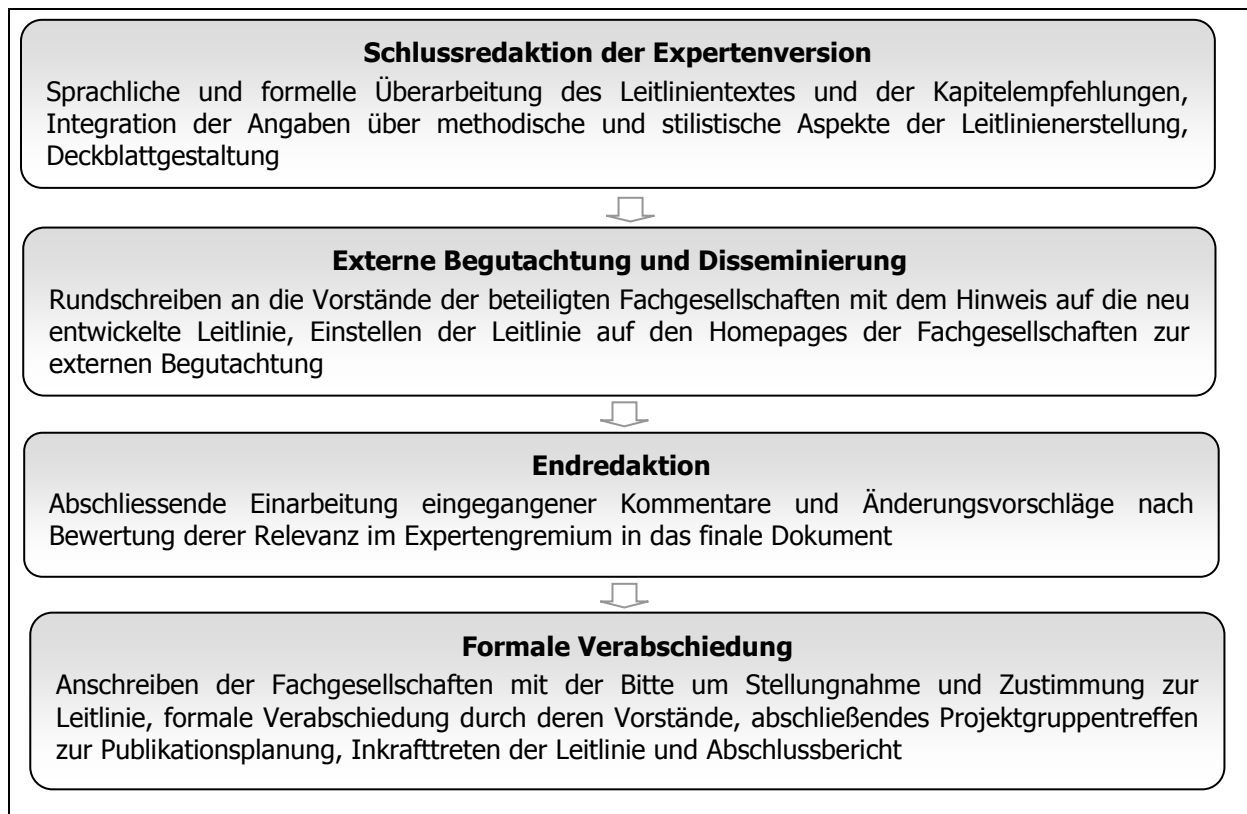 Schlussredaktion der Expertenversion
Sprachliche und formelle Überarbeitung des Leitlinientextes und der Kapitelempfehlungen,
Integration der Angaben über methodische und stilistische Aspekte der Leitlinienerstellung,
Deckblattgestaltung
Externe Begutachtung und Disseminierung
Rundschreiben an die Vorstände der beteiligten Fachgesellschaften mit dem Hinweis auf die neu
entwickelte Leitlinie, Einstellen der Leitlinie auf den Homepages der Fachgesellschaften zur
externen Begutachtung
Endredaktion
Abschliessende Einarbeitung eingegangener Kommentare und Änderungsvorschläge nach
Bewertung derer Relevanz im Expertengremium in das finale Dokument
Formale Verabschiedung
Anschreiben der Fachgesellschaften mit der Bitte um Stellungnahme und Zustimmung zur
Leitlinie, formale Verabschiedung durch deren Vorstände, abschließendes Projektgruppentreffen
zur Publikationsplanung, Inkrafttreten der Leitlinie und Abschlussbericht